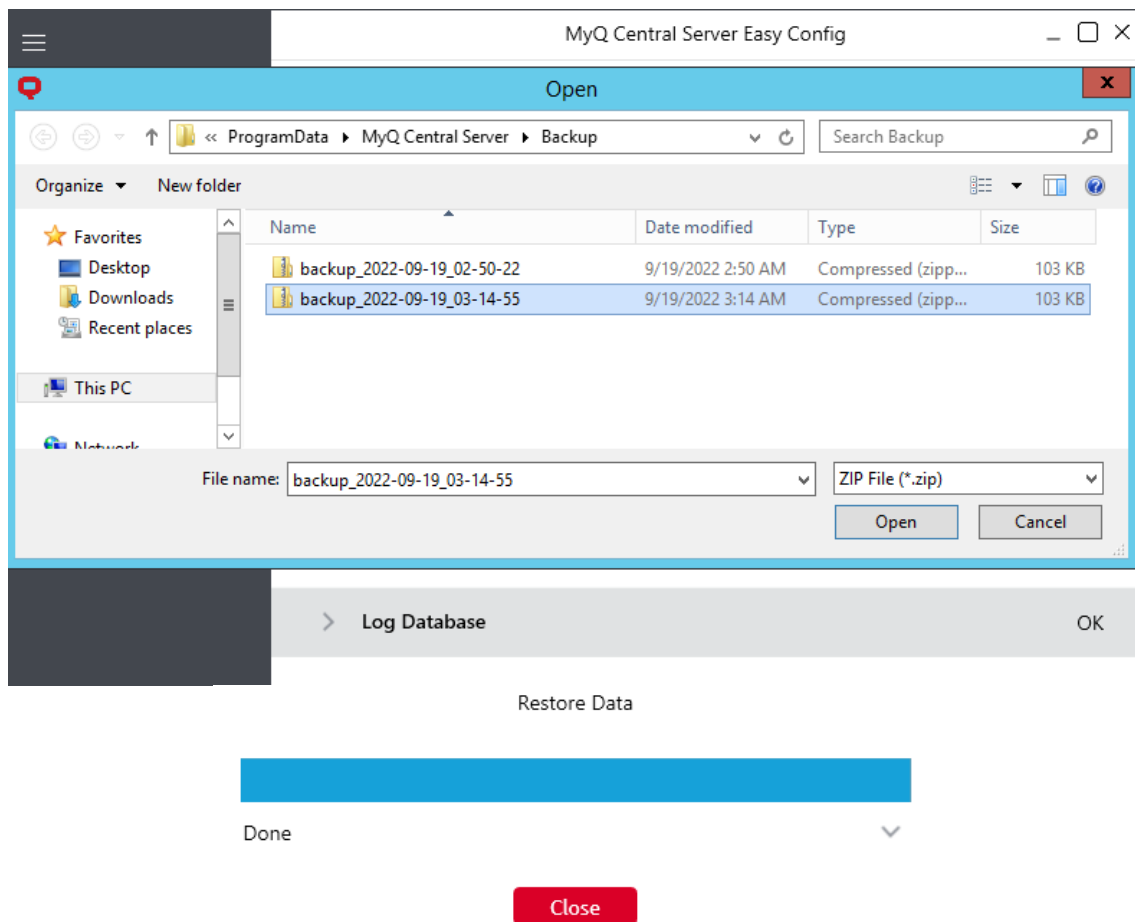 MyQ Central Server Easy Config
Open
x
« ProgramData MyQ Central Server Backup
Search Backup
Organize New folder
Name Date modified Type Size
Favorites
Desktop
Downloads
Recent places
This PC
Network
backup_2022-09-19_02-50-22 9/19/2022 2:50 AM Compressed (zipp... 103 KB
backup_2022-09-19_03-14-55 9/19/2022 3:14 AM Compressed (zipp... 103 KB
File name: backup_2022-09-19_03-14-55 ZIP File (*.zip)
Open Cancel
Log Database OK
Restore Data
Done
Close